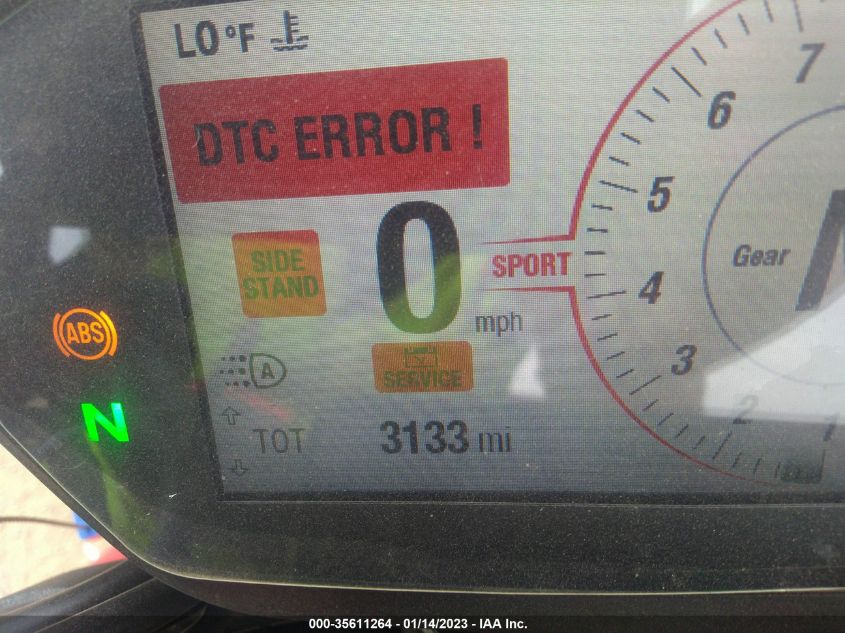 LO °F
DTC ERROR !
SIDE
STAND
0
mph
SPORT
ABS
A
SERVICE
N
TOT 3133 mi
7
6
5
4
3
2
1
0
Gear
N
000-35611264 - 01/14/2023 - IAA Inc.